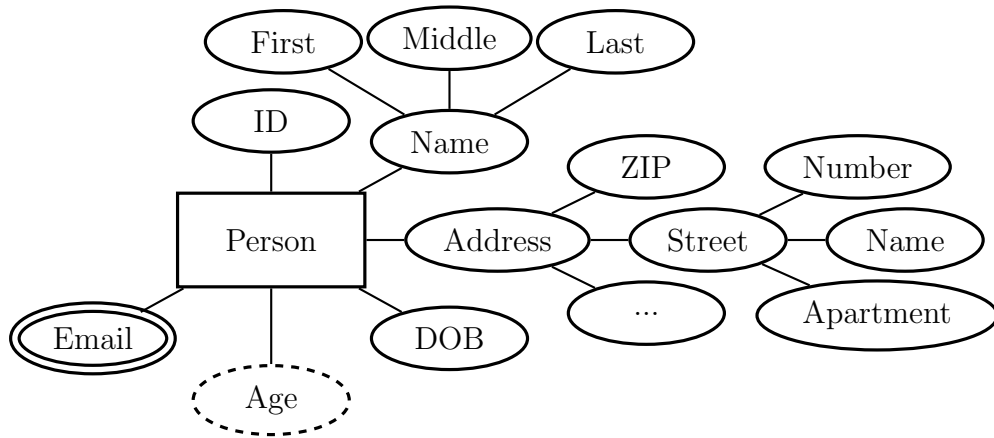 First
Middle
Last
ID
Name
ZIP
Number
Person
Address
Street
Name
...
Apartment
Email
DOB
Age